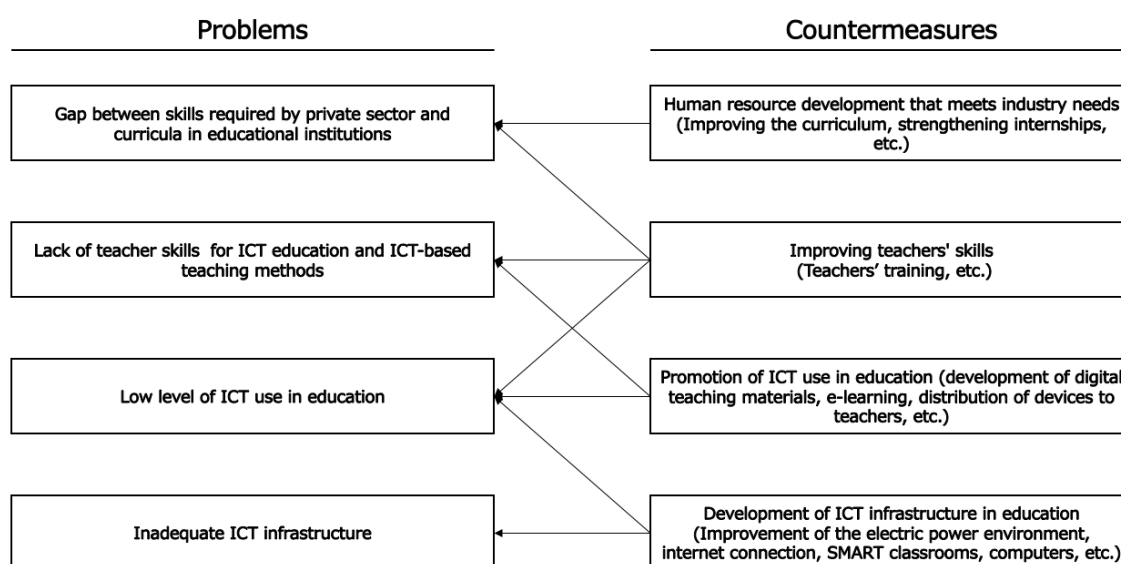 Problems
Countermeasures
Gap between skills required by private sector and
curricula in educational institutions
Human resource development that meets industry needs
(Improving the curriculum, strengthening internships,
etc.)
Lack of teacher skills for ICT education and ICT-based
teaching methods
Improving teachers' skills
(Teachers’ training, etc.)
Low level of ICT use in education
Promotion of ICT use in education (development of digital
teaching materials, e-learning, distribution of devices to
teachers, etc.)
Inadequate ICT infrastructure
Development of ICT infrastructure in education
(Improvement of the electric power environment,
internet connection, SMART classrooms, computers, etc.)